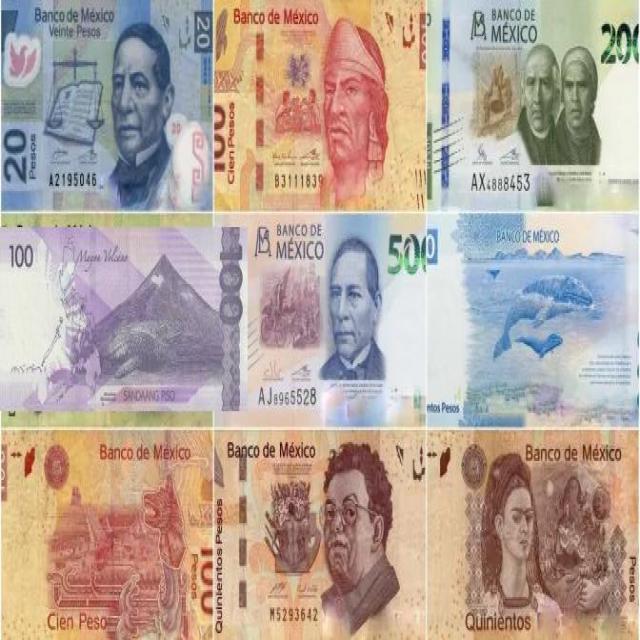 Banco de México
Veinte Pesos
20
20
Pesos
A2195046
Banco de México
100
Cien Pesos
B3111839
BANCO DE
MÉXICO
200
AX4888453
100
Mayon Volcano
100
SANDAANG PISO
BANCO DE
MÉXICO
500
AJ8965528
BANCO DE MÉXICO
ntos Pesos
Banco de México
100
Pesos
Cien Peso
Banco de México
Quinientos Pesos
M5293642
Banco de México
Pesos
Quinientos